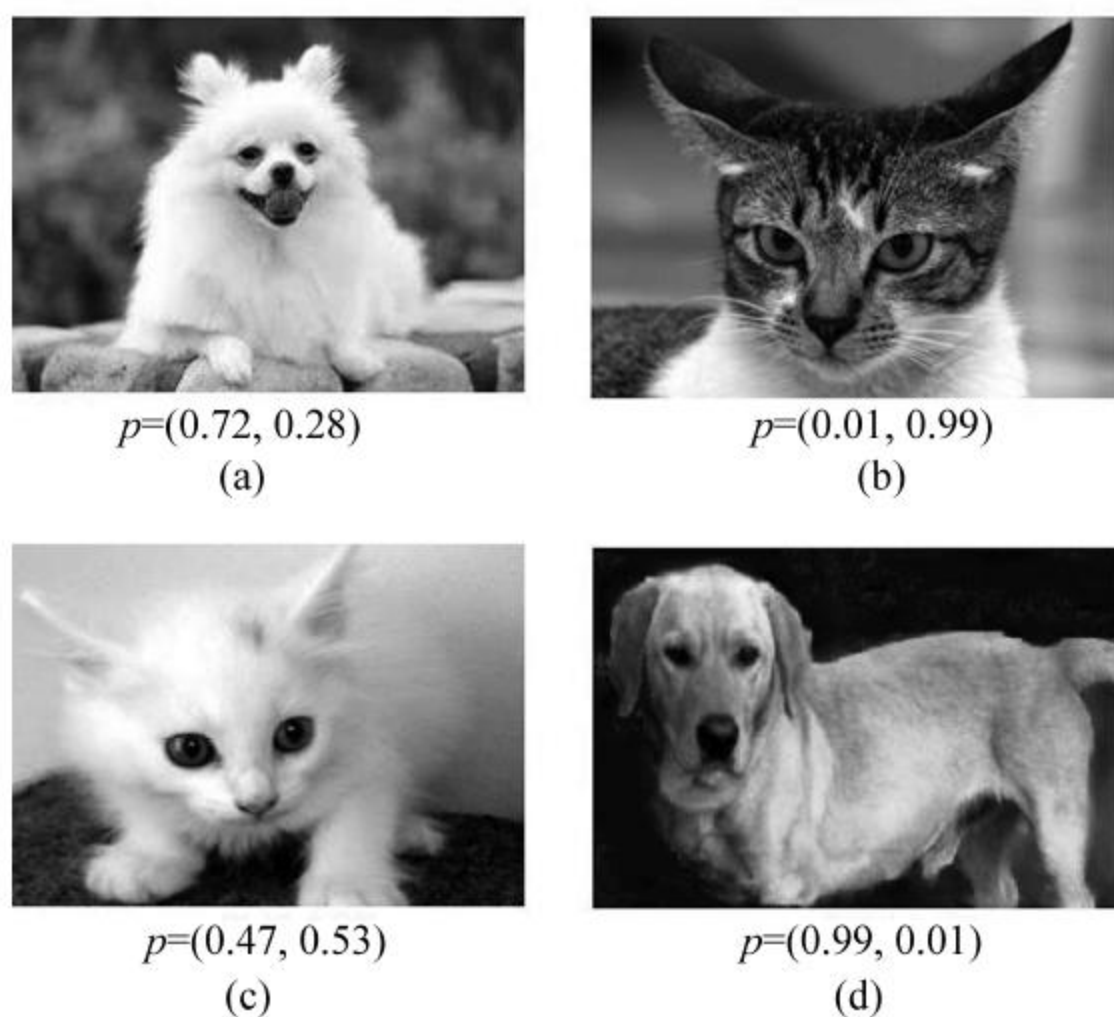 p=(0.72, 0.28)
(a)
p=(0.01, 0.99)
(b)
p=(0.47, 0.53)
(c)
p=(0.99, 0.01)
(d)